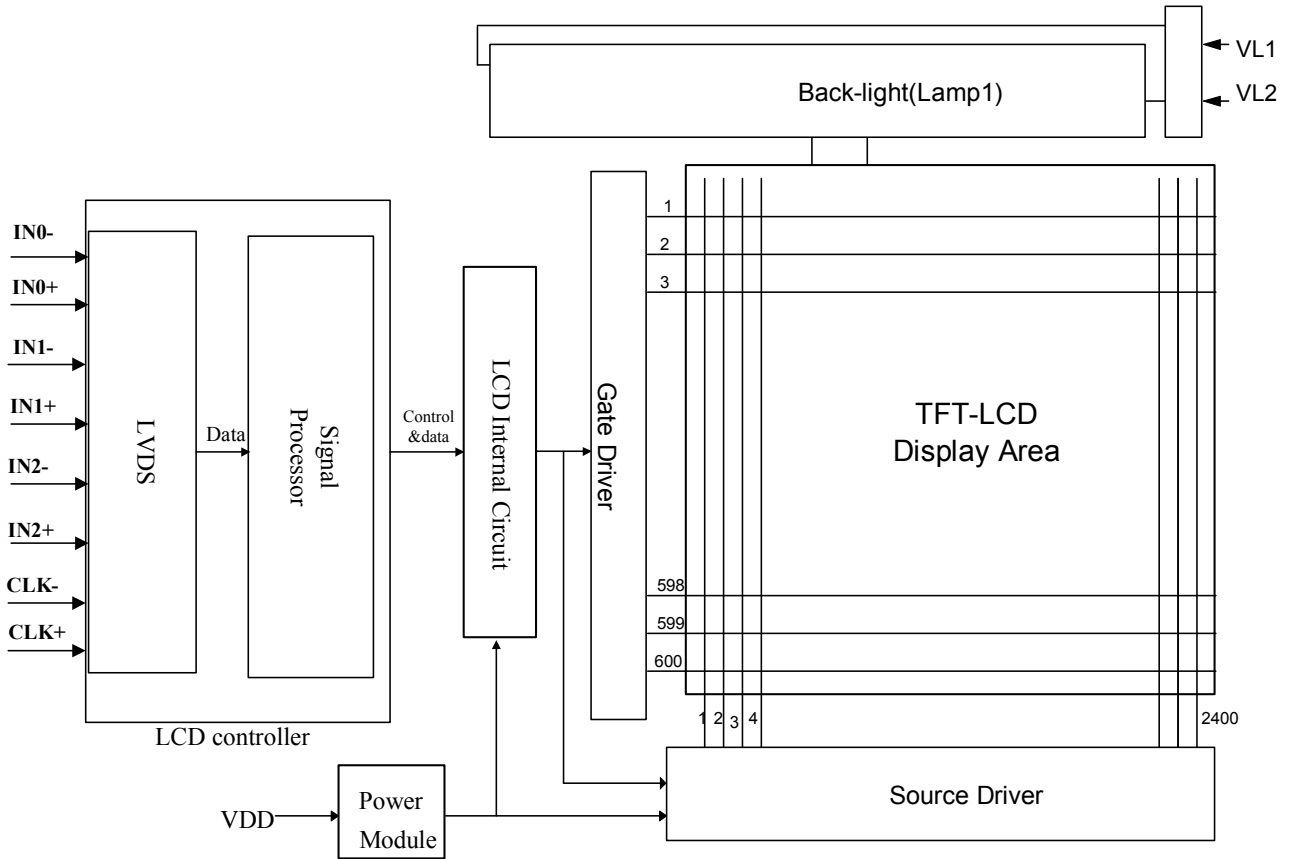 VL1
Back-light(Lamp1)
VL2
IN0-
IN0+
IN1-
IN1+
IN2-
IN2+
CLK-
CLK+
LVDS
Data
Signal
Processor
LCD controller
Control
&data
LCD Internal Circuit
Gate Driver
1
2
3
598
599
600
TFT-LCD
Display Area
1
2
3
4
2400
Source Driver
VDD
Power
Module